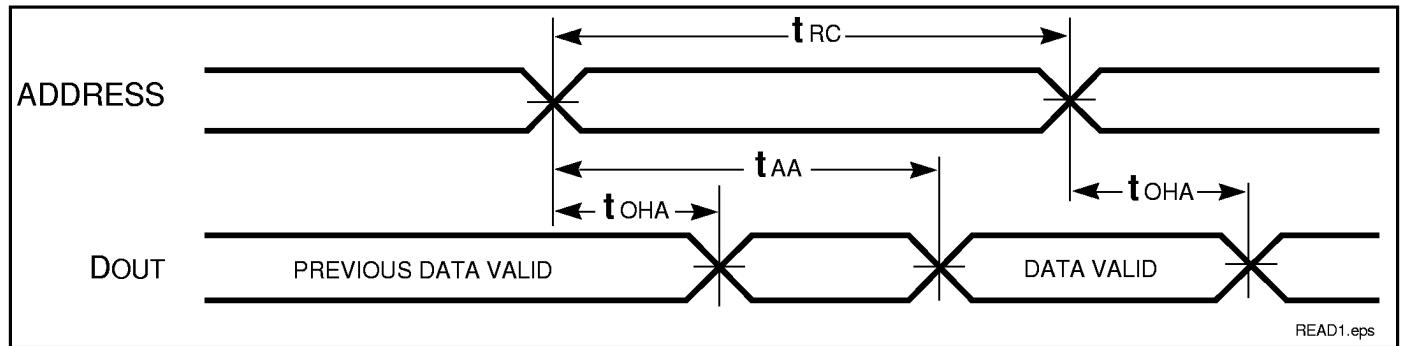 tRC
ADDRESS
tAA
tOHA
tOHA
DOUT
PREVIOUS DATA VALID
DATA VALID
READ1.eps